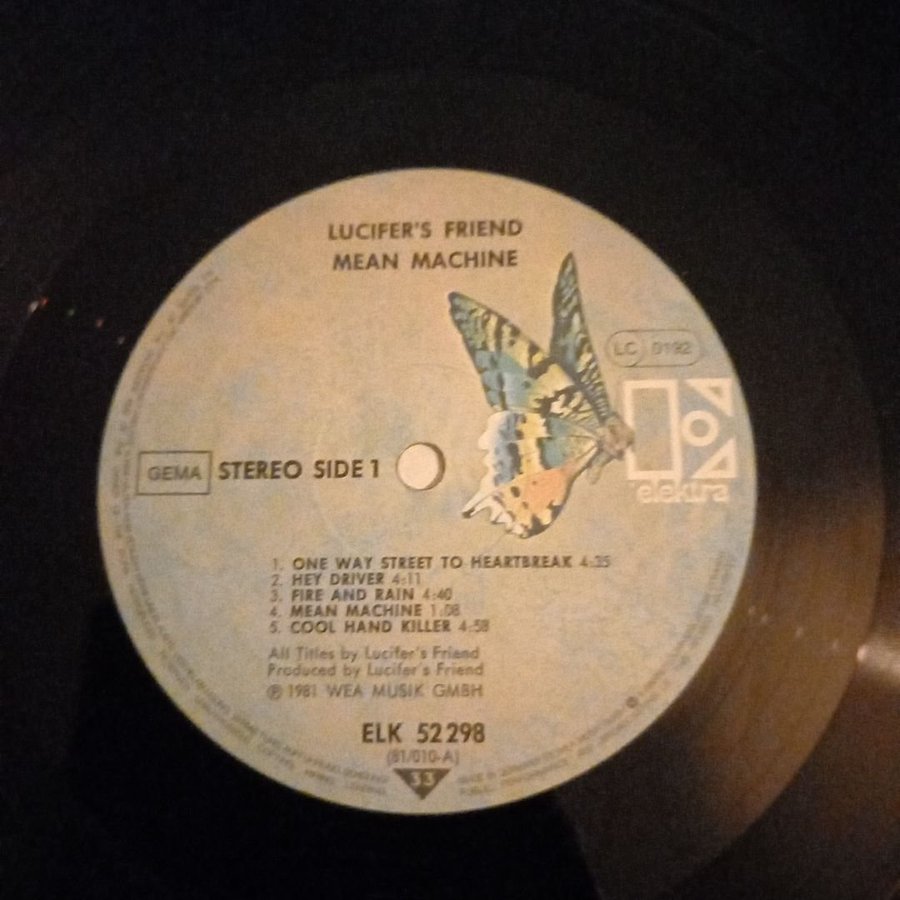 LUCIFER'S FRIEND
MEAN MACHINE
LC 0192
elektra
GEMA STEREO SIDE 1
1. ONE WAY STREET TO HEARTBREAK 4:35
2. HEY DRIVER 4:11
3. FIRE AND RAIN 4:40
4. MEAN MACHINE 1:08
5. COOL HAND KILLER 4:58
All Titles by Lucifer's Friend
Produced by Lucifer's Friend
℗ 1981 WEA MUSIK GMBH
ELK 52 298
(81/010-A)
33